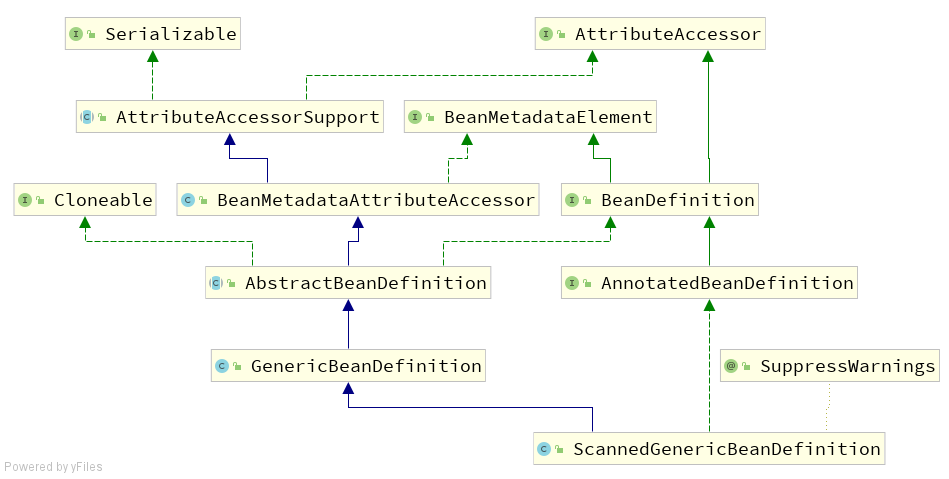 Serializable
AttributeAccessor
AttributeAccessorSupport
BeanMetadataElement
Cloneable
BeanMetadataAttributeAccessor
BeanDefinition
AbstractBeanDefinition
AnnotatedBeanDefinition
GenericBeanDefinition
SuppressWarnings
ScannedGenericBeanDefinition
Powered by yFiles